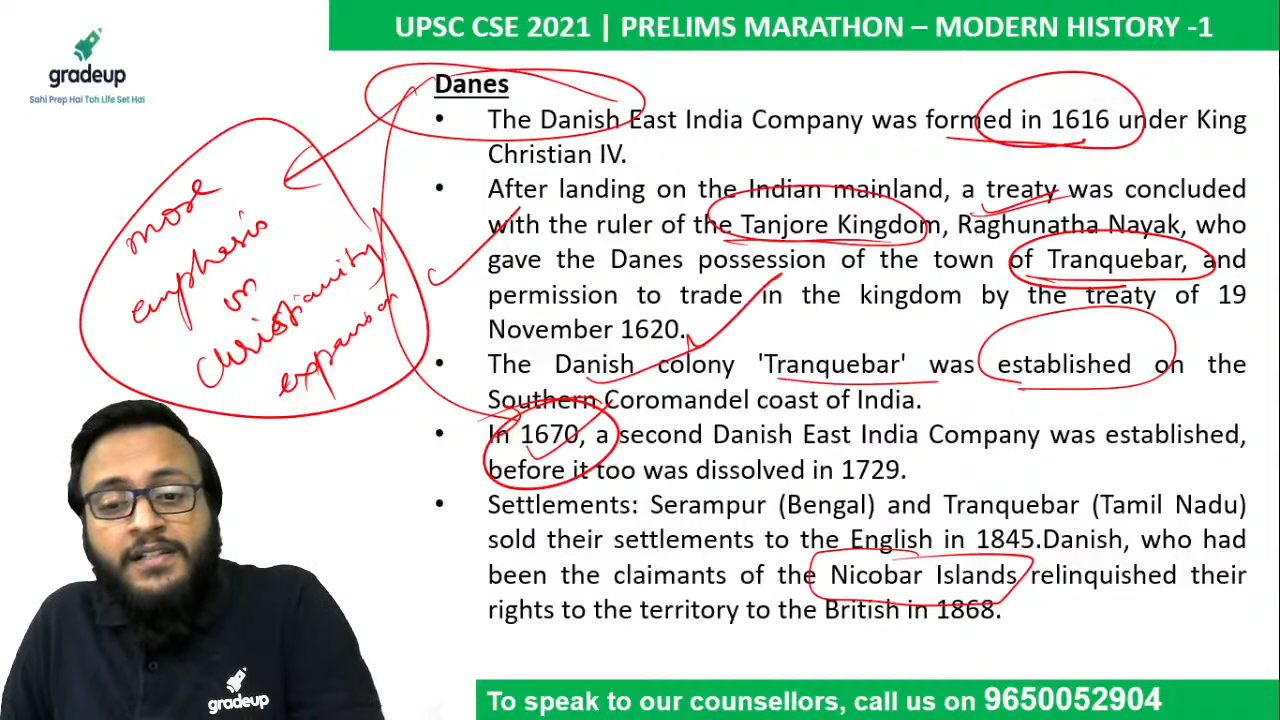 UPSC CSE 2021 | PRELIMS MARATHON – MODERN HISTORY -1
gradeup
Sahi Prep Hai Toh Life Set Hai
Danes
• The Danish East India Company was formed in 1616 under King
Christian IV.
• After landing on the Indian mainland, a treaty was concluded
with the ruler of the Tanjore Kingdom, Raghunatha Nayak, who
gave the Danes possession of the town of Tranquebar, and
permission to trade in the kingdom by the treaty of 19
November 1620.
• The Danish colony 'Tranquebar' was established on the
Southern Coromandel coast of India.
• In 1670, a second Danish East India Company was established,
before it too was dissolved in 1729.
• Settlements: Serampur (Bengal) and Tranquebar (Tamil Nadu)
sold their settlements to the English in 1845.Danish, who had
been the claimants of the Nicobar Islands relinquished their
rights to the territory to the British in 1868.
more
emphesis
on
christianity
expansion
gradeup
To speak to our counsellors, call us on 9650052904